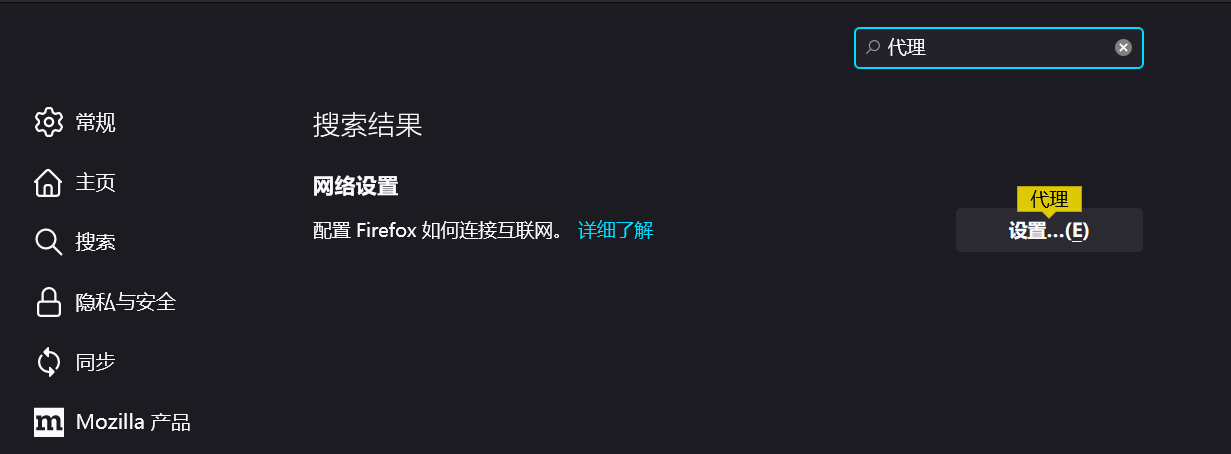 代理
常规
主页
搜索
隐私与安全
同步
m
Mozilla 产品
搜索结果
网络设置
配置 Firefox 如何连接互联网。 详细了解
代理
设置...(E)